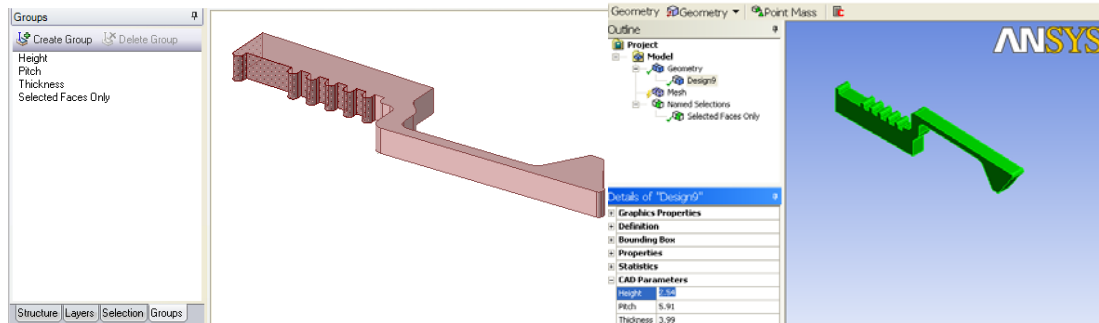 Groups
Create Group Delete Group
Height
Pitch
Thickness
Selected Faces Only
Structure Layers Selection Groups
Geometry Geometry Point Mass
Outline
Project
Model
Geometry
Design9
Mesh
Named Selections
Selected Faces Only
ANSYS
Details of "Design9"
Graphics Properties
Definition
Bounding Box
Properties
Statistics
CAD Parameters
Height 7.54
Pitch 5.91
Thickness 3.99